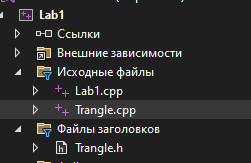 Lab1
Ссылки
Внешние зависимости
Исходные файлы
Lab1.cpp
Trangle.cpp
Файлы заголовков
Trangle.h